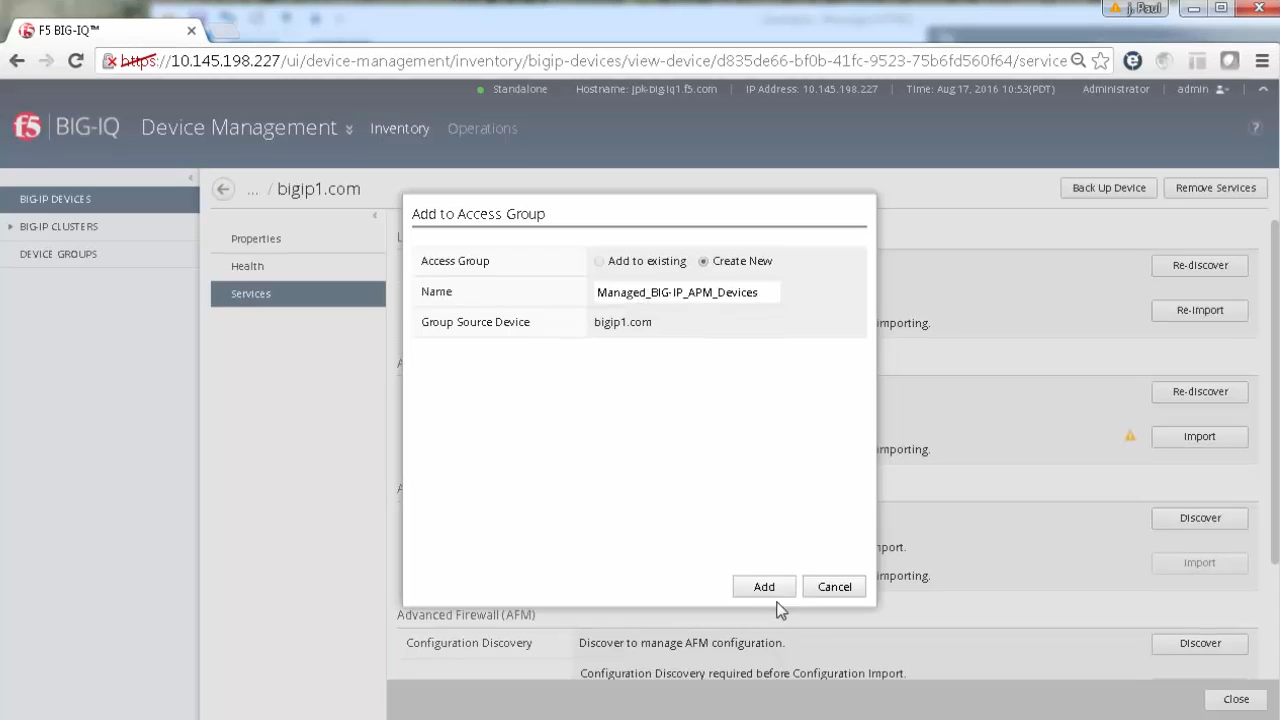 j. Paul
F5 BIG-IQ™
https://10.145.198.227/ui/device-management/inventory/bigip-devices/view-device/d835de66-bf0b-41fc-9523-75b6fd560f64/service
Standalone Hostname: jpk-big-iq1.f5.com IP Address: 10.145.198.227 Time: Aug 17, 2016 10:53(PDT) Administrator admin
f5 BIG-IQ Device Management Inventory Operations ?
BIG-IP DEVICES
BIG-IP CLUSTERS
DEVICE GROUPS
... / bigip1.com
Back Up Device Remove Services
Properties
Health
Services
Add to Access Group
Access Group Add to existing Create New
Name Managed_BIG-IP_APM_Devices
Group Source Device bigip1.com
Add Cancel
L
Re-discover
Re-import
importing.
A
Re-discover
Import
importing.
A
Discover
port.
Import
importing.
Advanced Firewall (AFM)
Configuration Discovery Discover to manage AFM configuration. Discover
Configuration Discovery required before Configuration Import.
Close